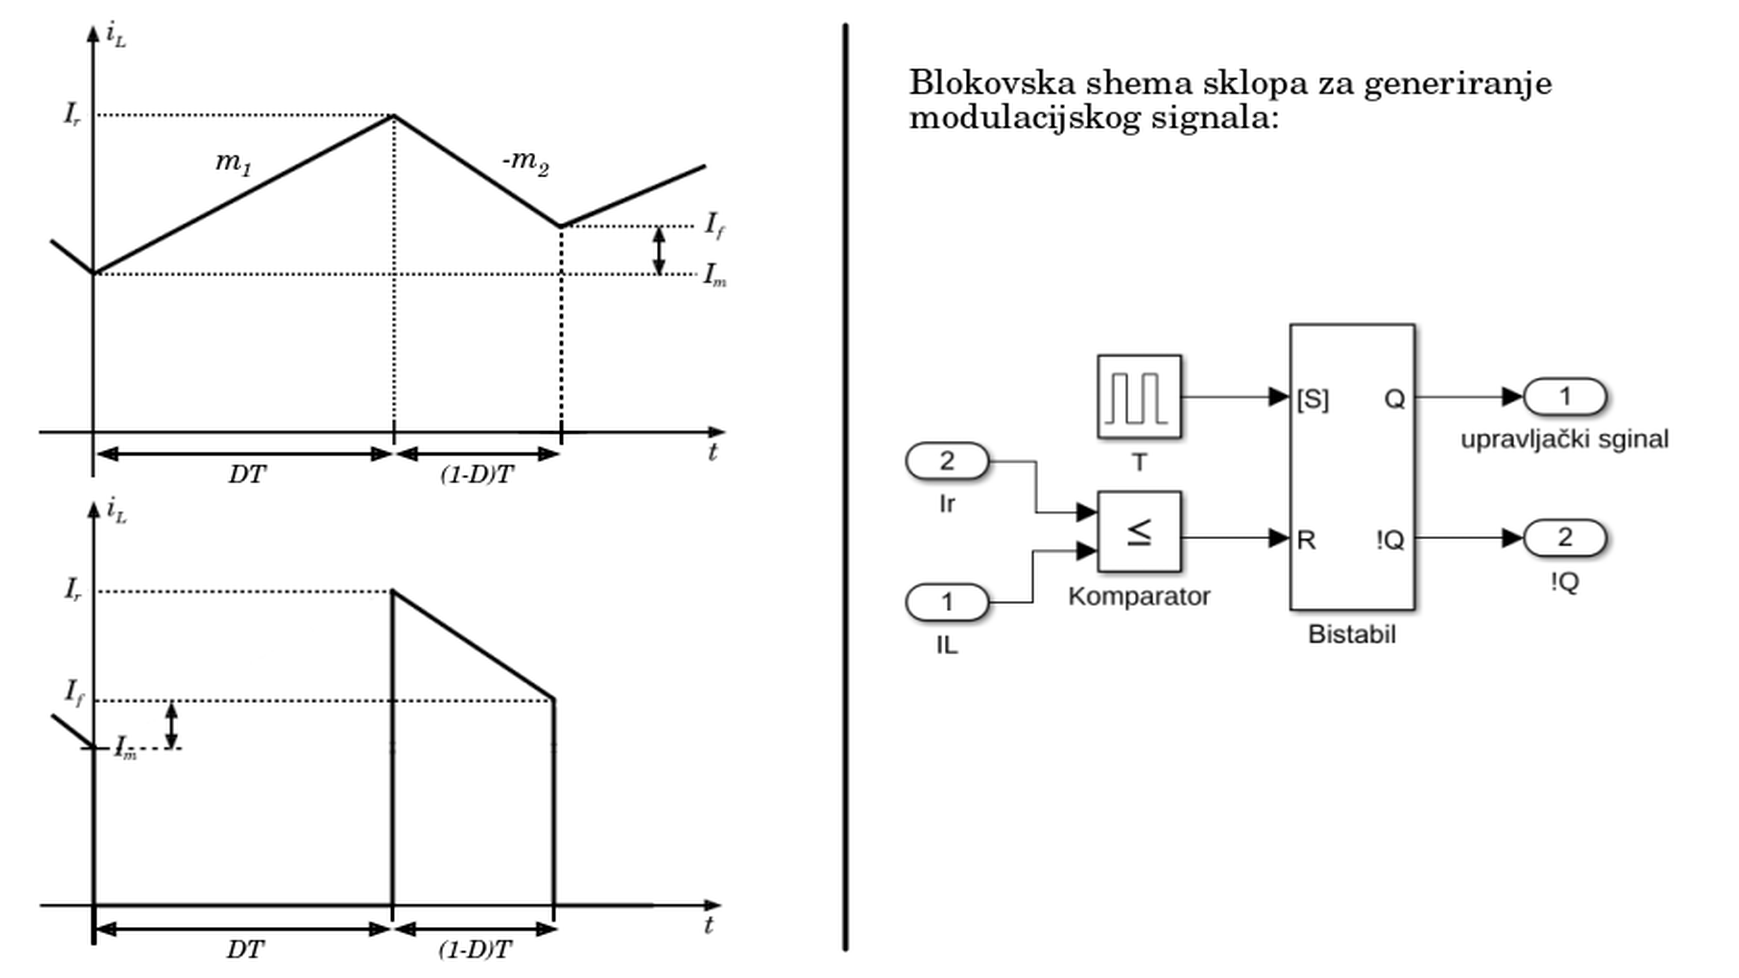 i_L
I_r
m_1
-m_2
I_f
I_m
t
DT
(1-D)T
i_L
I_r
I_f
I_m
t
DT
(1-D)T
Blokovska shema sklopa za generiranje
modulacijskog signala:
[S]
Q
1
upravljački sginal
T
2
Ir
≤
R
!Q
2
!Q
Komparator
1
IL
Bistabil